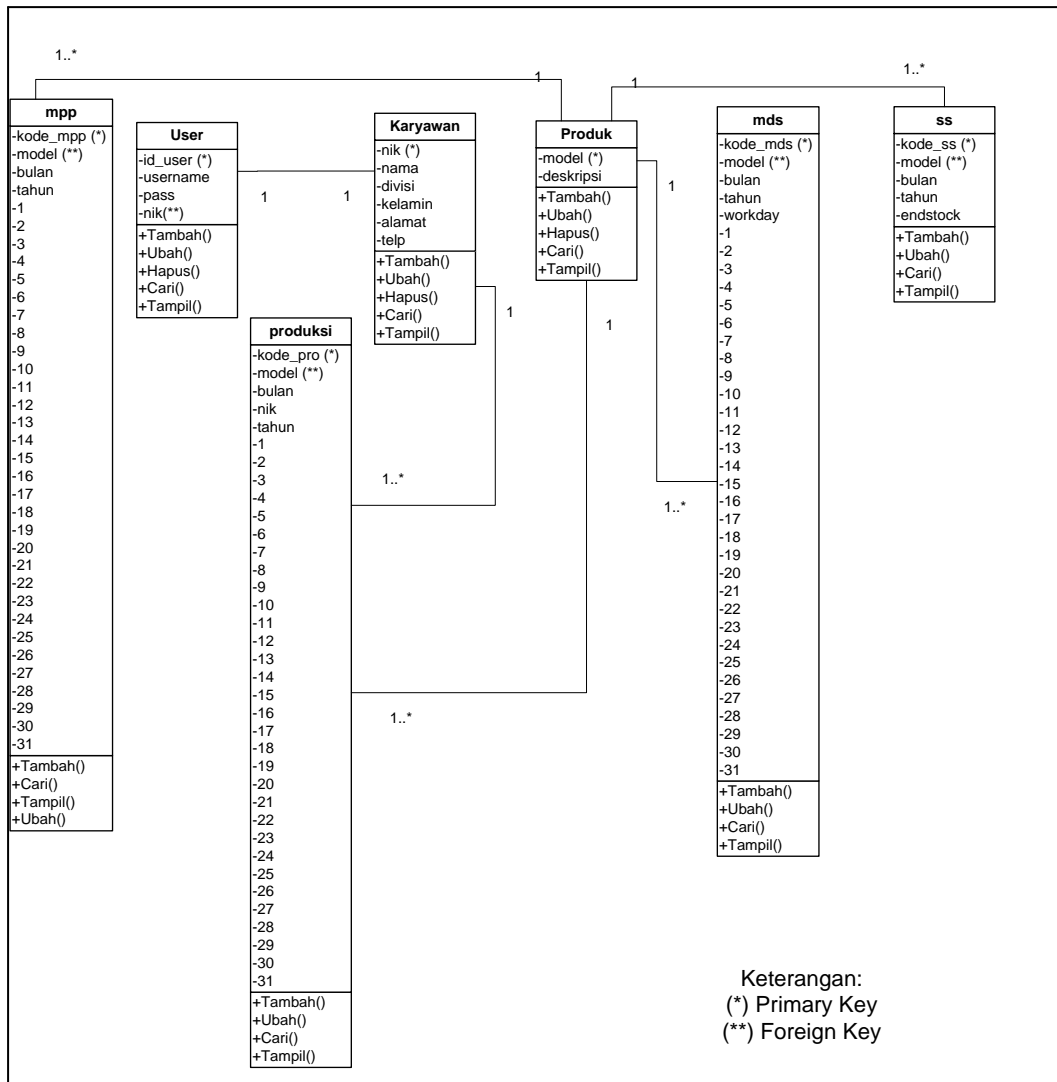 1..*
1
1
1..*
mpp
-kode_mpp (*)
-model (**)
-bulan
-tahun
-1
-2
-3
-4
-5
-6
-7
-8
-9
-10
-11
-12
-13
-14
-15
-16
-17
-18
-19
-20
-21
-22
-23
-24
-25
-26
-27
-28
-29
-30
-31
+Tambah()
+Cari()
+Tampil()
+Ubah()
User
-id_user (*)
-username
-pass
-nik(**)
+Tambah()
+Ubah()
+Hapus()
+Cari()
+Tampil()
1
1
Karyawan
-nik (*)
-nama
-divisi
-kelamin
-alamat
-telp
+Tambah()
+Ubah()
+Hapus()
+Cari()
+Tampil()
1
1..*
produksi
-kode_pro (*)
-model (**)
-bulan
-nik
-tahun
-1
-2
-3
-4
-5
-6
-7
-8
-9
-10
-11
-12
-13
-14
-15
-16
-17
-18
-19
-20
-21
-22
-23
-24
-25
-26
-27
-28
-29
-30
-31
+Tambah()
+Ubah()
+Cari()
+Tampil()
Produk
-model (*)
-deskripsi
+Tambah()
+Ubah()
+Hapus()
+Cari()
+Tampil()
1
1
1..*
1..*
mds
-kode_mds (*)
-model (**)
-bulan
-tahun
-workday
-1
-2
-3
-4
-5
-6
-7
-8
-9
-10
-11
-12
-13
-14
-15
-16
-17
-18
-19
-20
-21
-22
-23
-24
-25
-26
-27
-28
-29
-30
-31
+Tambah()
+Ubah()
+Cari()
+Tampil()
ss
-kode_ss (*)
-model (**)
-bulan
-tahun
-endstock
+Tambah()
+Ubah()
+Cari()
+Tampil()
Keterangan:
(*) Primary Key
(**) Foreign Key